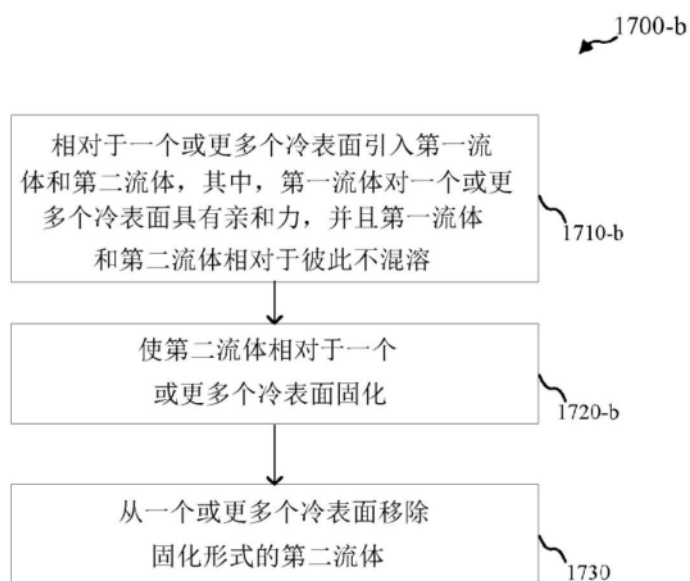 1700-b
相对于一个或更多个冷表面引入第一流
体和第二流体，其中，第一流体对一个或更
多个冷表面具有亲和力，并且第一流体
和第二流体相对于彼此不混溶
1710-b
使第二流体相对于一个
或更多个冷表面固化
1720-b
从一个或更多个冷表面移除
固化形式的第二流体
1730